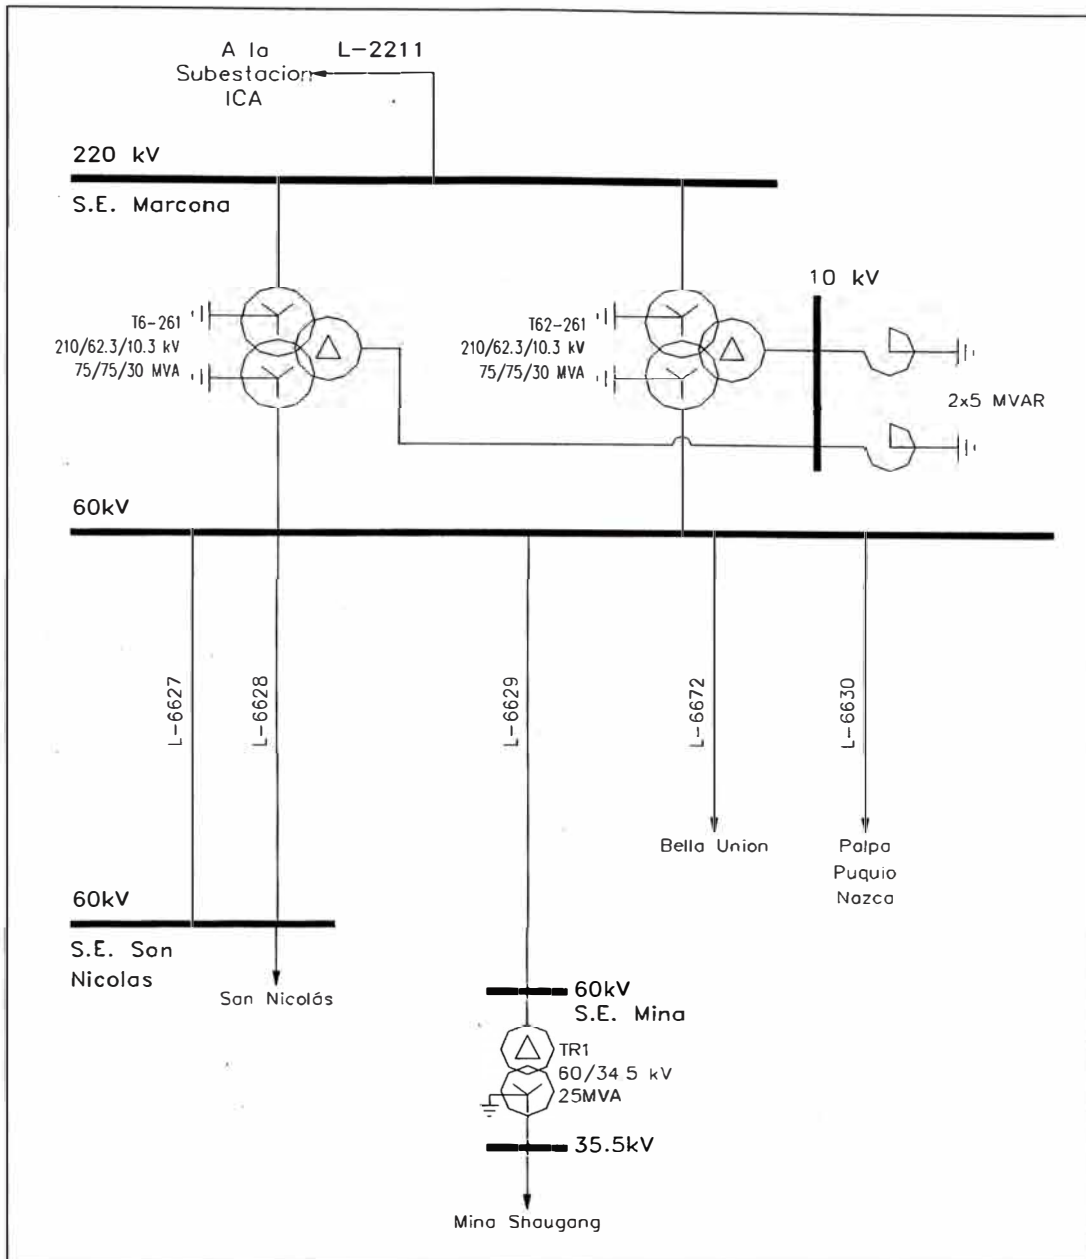 A la
Subestacion
ICA
L-2211
220 kV
S.E. Marcona
10 kV
T6-261
210/62.3/10.3 kV
75/75/30 MVA
T62-261
210/62.3/10.3 kV
75/75/30 MVA
2x5 MVAR
60kV
L-6627
L-6628
L-6629
L-6672
L-6630
Bella Union
Palpa
Puquio
Nazca
60kV
S.E. San
Nicolas
San Nicolás
60kV
S.E. Mina
TR1
60/34.5 kV
25MVA
35.5kV
Mina Shaugang